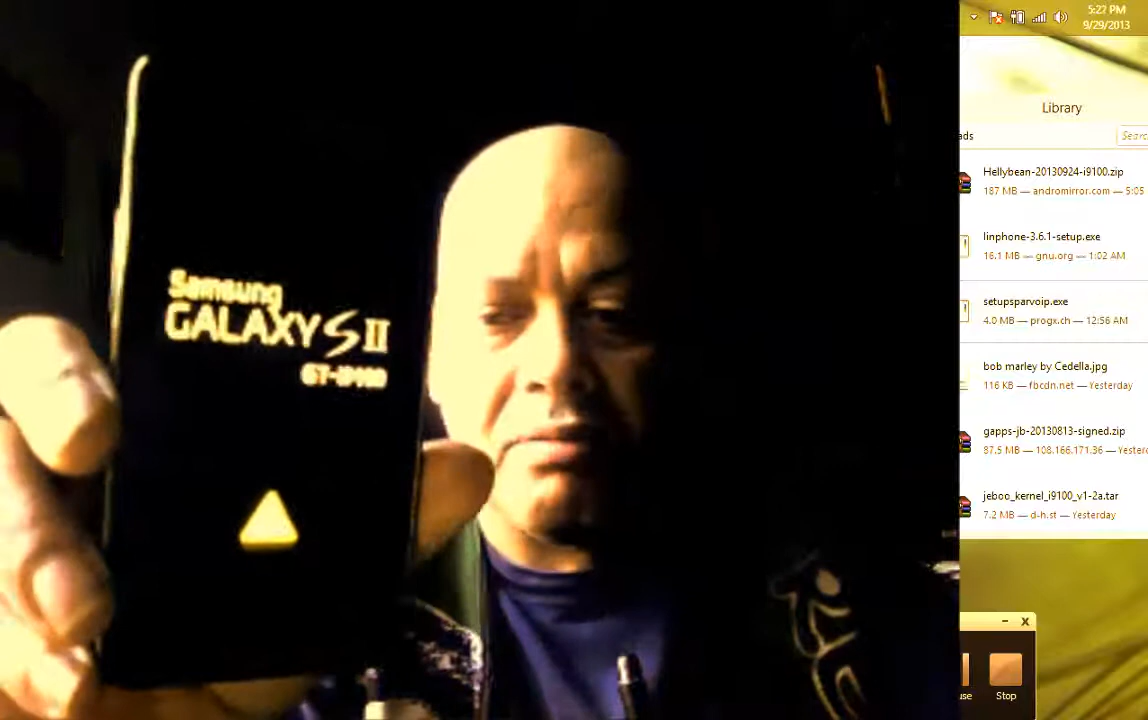 5:27 PM
9/29/2013
Library
ads
Searc
Hellybean-20130924-i9100.zip
187 MB — andromirror.com — 5:05
linphone-3.6.1-setup.exe
16.1 MB — gnu.org — 1:02 AM
setupsparvoip.exe
4.0 MB — progx.ch — 12:56 AM
bob marley by Cedella.jpg
116 KB — fbcdn.net — Yesterday
gapps-jb-20130813-signed.zip
87.5 MB — 108.166.171.36 — Yester
jeboo_kernel_i9100_v1-2a.tar
7.2 MB — d-h.st — Yesterday
Samsung
GALAXY S II
GT-I9100
use
Stop